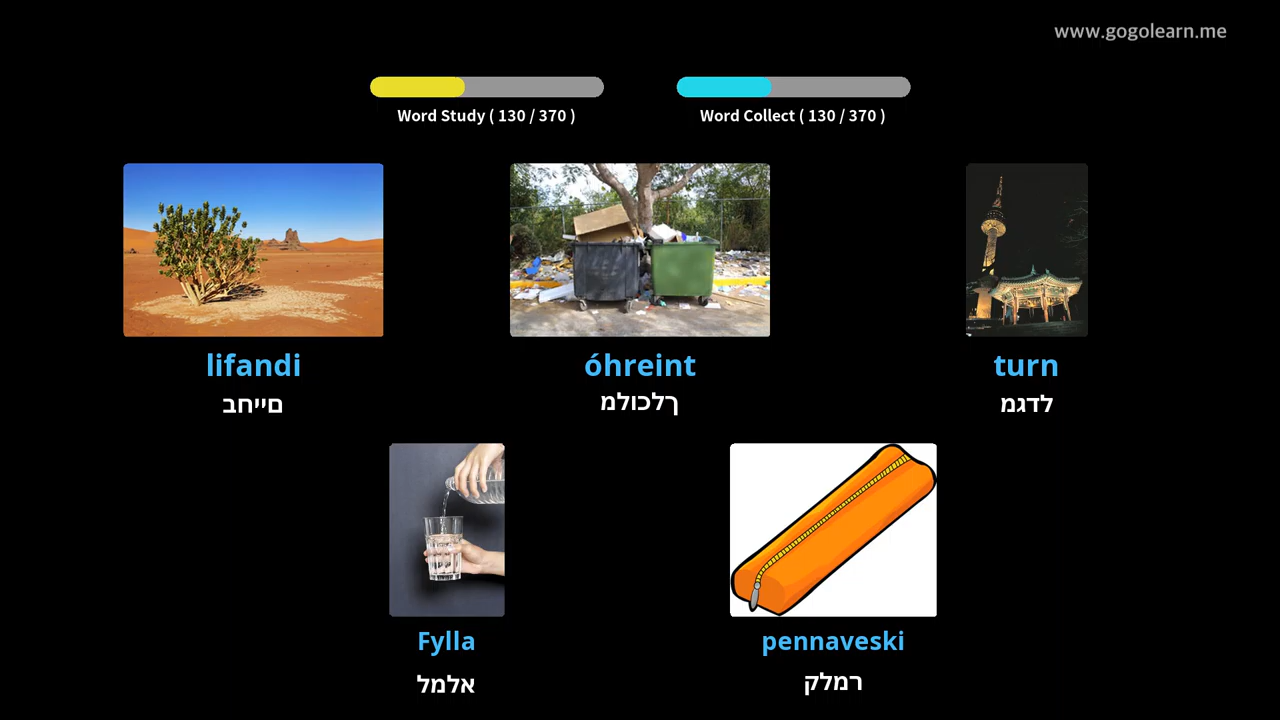 www.gogolearn.me
Word Study ( 130 / 370 )
Word Collect ( 130 / 370 )
lifandi
םייחב
óhreint
ךלכולמ
turn
לדגמ
Fylla
אלמל
pennaveski
רמלק